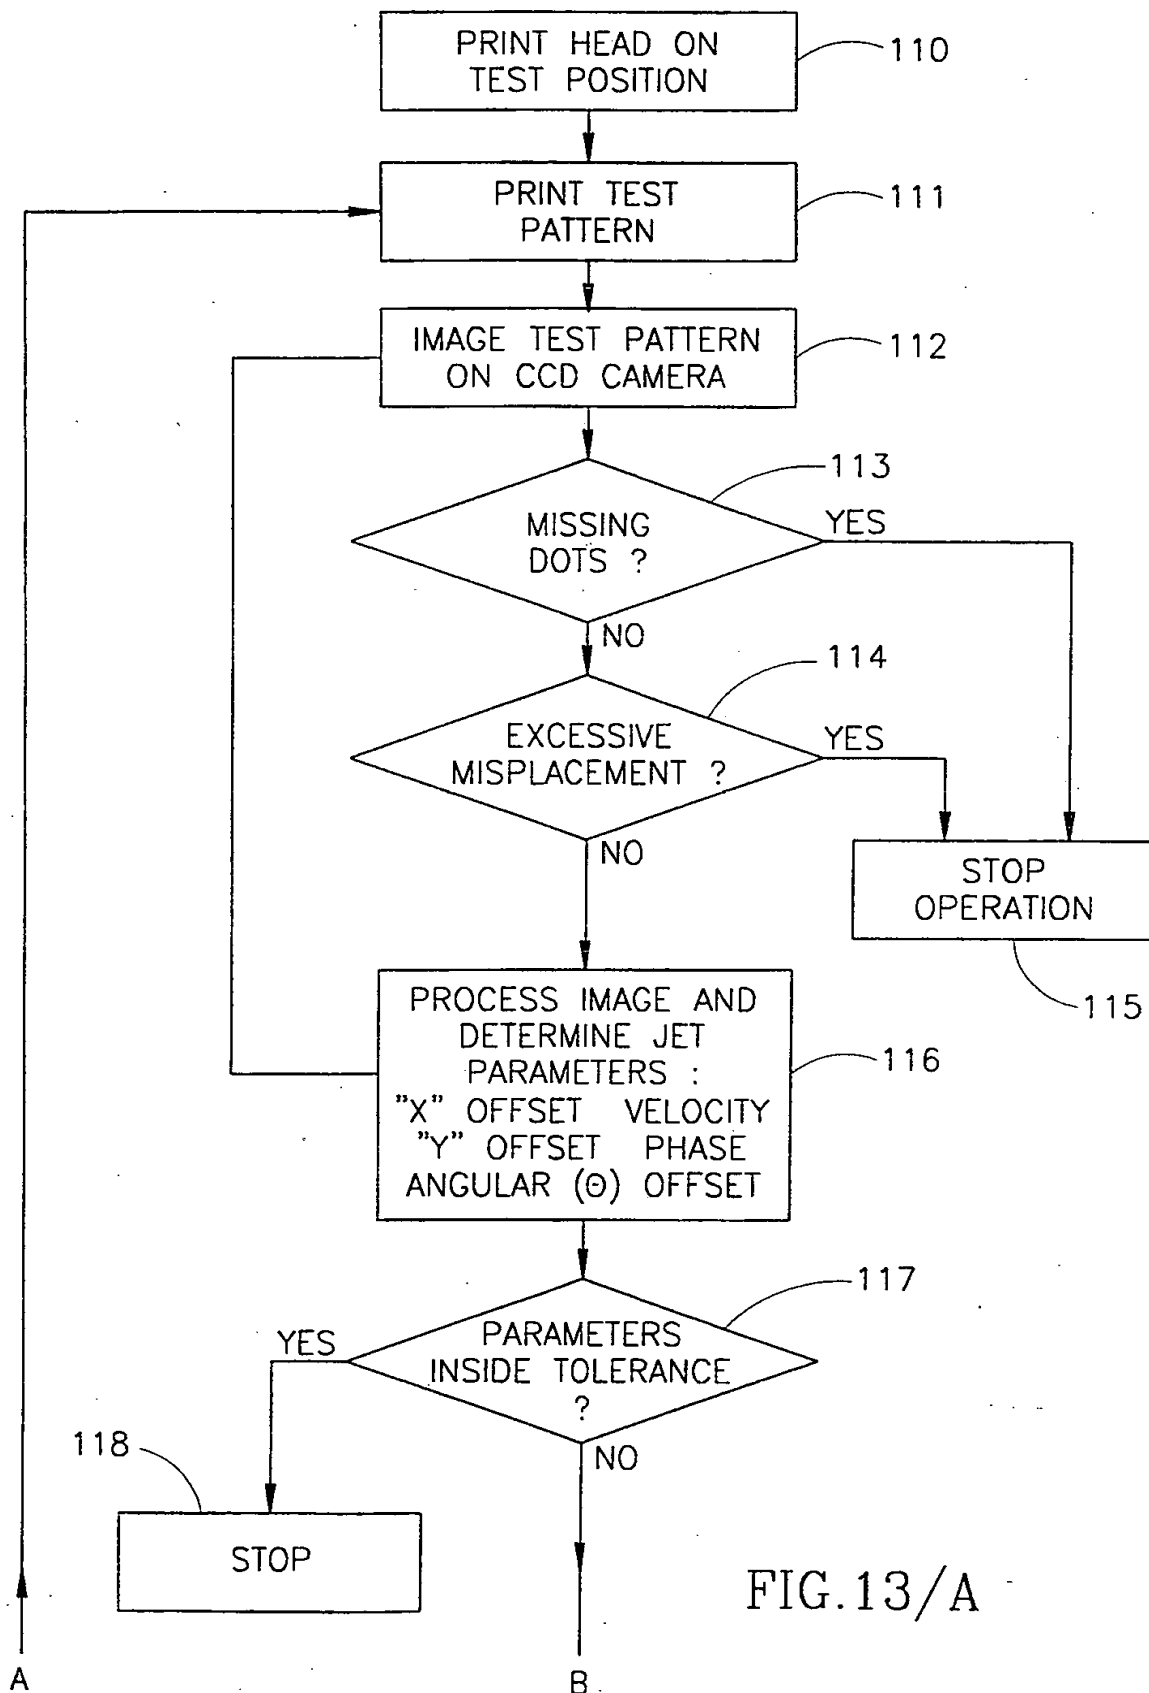 PRINT HEAD ON
TEST POSITION
110
PRINT TEST
PATTERN
111
IMAGE TEST PATTERN
ON CCD CAMERA
112
113
MISSING
DOTS ?
YES
NO
114
EXCESSIVE
MISPLACEMENT ?
YES
NO
STOP
OPERATION
115
PROCESS IMAGE AND
DETERMINE JET
PARAMETERS :
"X" OFFSET VELOCITY
"Y" OFFSET PHASE
ANGULAR (Θ) OFFSET
116
117
PARAMETERS
INSIDE TOLERANCE
?
YES
NO
118
STOP
FIG.13/A
A
B